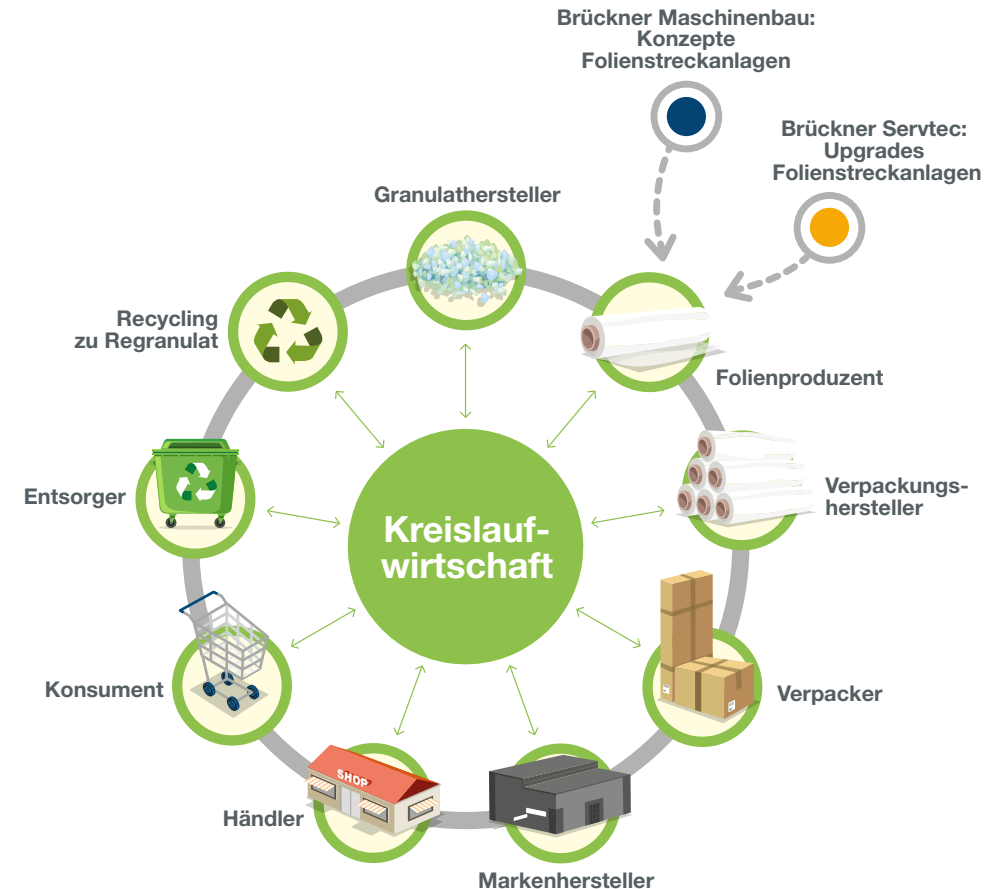 Brückner Maschinenbau:
Konzepte
Folienstreckanlagen
Brückner Servtec:
Upgrades
Folienstreckanlagen
Granulathersteller
Recycling
zu Regranulat
Folienproduzent
Entsorger
Verpackungs-
hersteller
Kreislauf-
wirtschaft
Konsument
Verpacker
SHOP
Händler
Markenhersteller